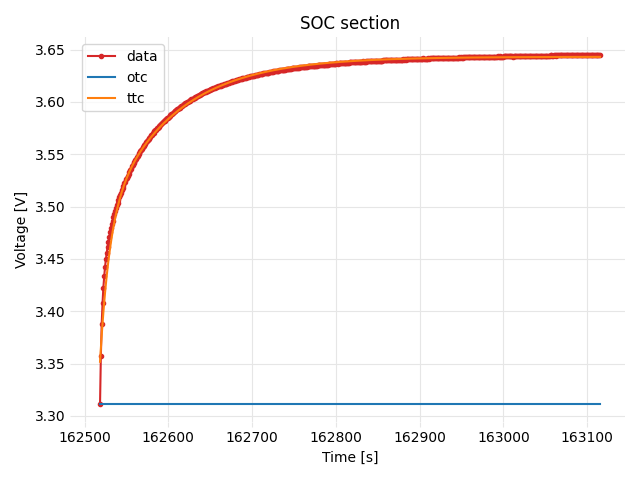 SOC section
data
otc
ttc
Voltage [V]
3.65
3.60
3.55
3.50
3.45
3.40
3.35
3.30
162500 162600 162700 162800 162900 163000 163100
Time [s]